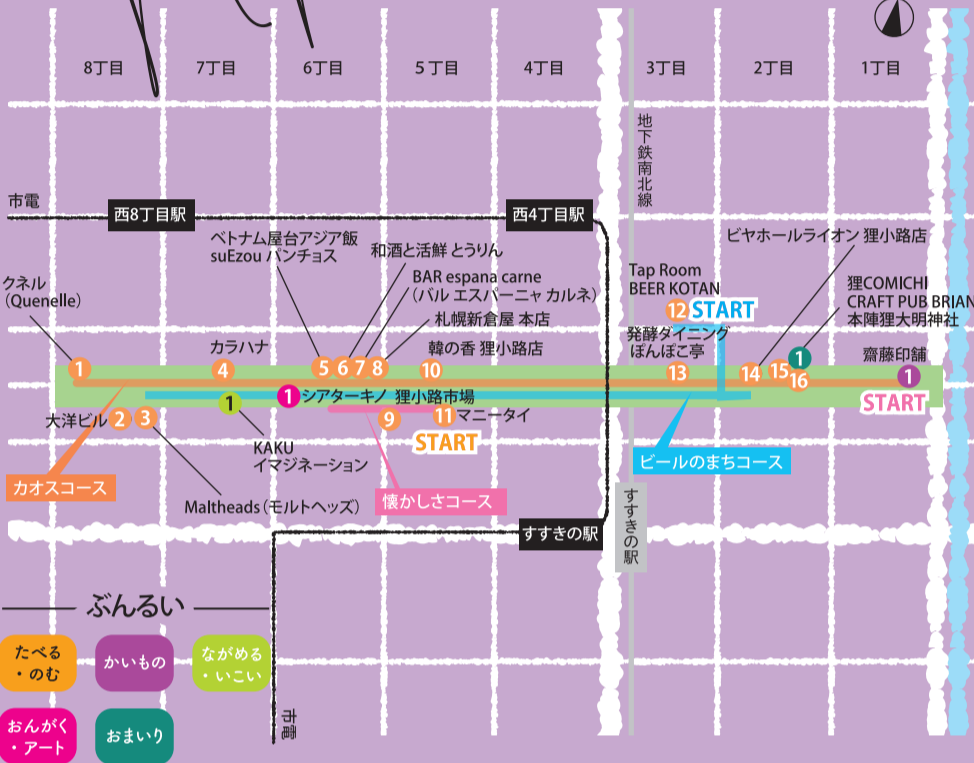 8丁目
7丁目
6丁目
5丁目
4丁目
3丁目
2丁目
1丁目
地下鉄南北線
市電
西8丁目駅
西4丁目駅
ベトナム屋台アジア飯
suEzou パンチョス
和酒と活鮮 とうりん
BAR espana carne
（バル エスパーニャ カルネ）
札幌新倉屋 本店
ビヤホールライオン 狸小路店
クネル
（Quenelle）
Tap Room
BEER KOTAN
12 START
狸COMICHI
CRAFT PUB BRIAN
本陣狸大明神社
カラハナ
韓の香 狸小路店
発酵ダイニング
ぽんぽこ亭
齋藤印舗
1
4
5
6
7
8
10
13
14
15
16
1
1
1
1
シアターキノ
狸小路市場
START
大洋ビル
2
3
9
11
マニータイ
START
KAKU
イマジネーション
ビールのまちコース
カオスコース
懐かしさコース
Maltheads（モルトヘッズ）
すすきの駅
すすきの駅
ぶんるい
たべる
・のむ
かいもの
ながめる
・いこい
おんがく
・アート
おまいり
市電